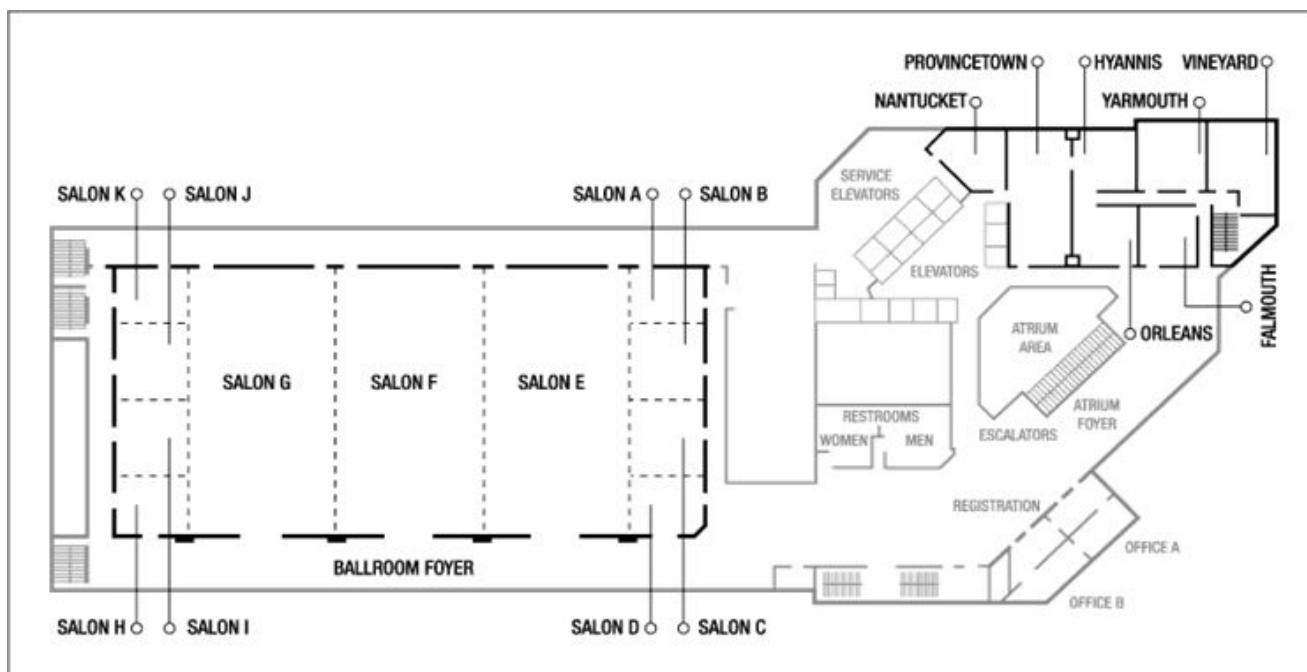 PROVINCETOWN
HYANNIS
VINEYARD
NANTUCKET
YARMOUTH
SERVICE
ELEVATORS
SALON K
SALON J
SALON A
SALON B
ELEVATORS
FALMOUTH
ORLEANS
ATRIUM
AREA
SALON G
SALON F
SALON E
ATRIUM
FOYER
RESTROOMS
WOMEN
MEN
ESCALATORS
REGISTRATION
OFFICE A
BALLROOM FOYER
OFFICE B
SALON H
SALON I
SALON D
SALON C